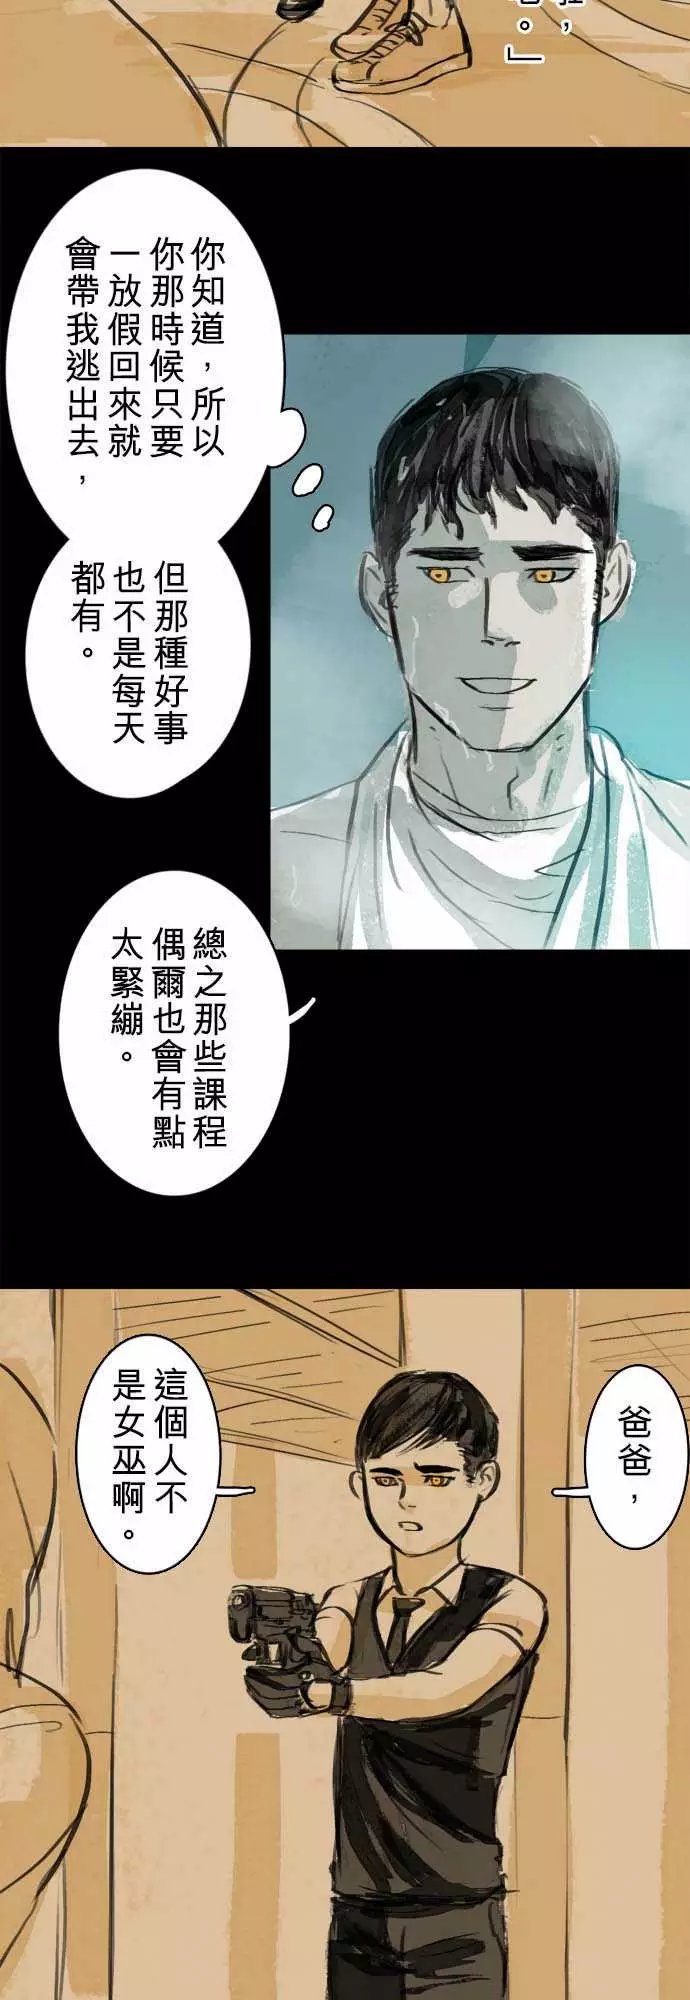 你知道，所以
你那時候只要
一放假回來就
會帶我逃出去，
但那種好事
也不是每天
都有。
總之那些課程
偶爾也會有點
太緊繃。
爸爸，
這個人不
是女巫啊。